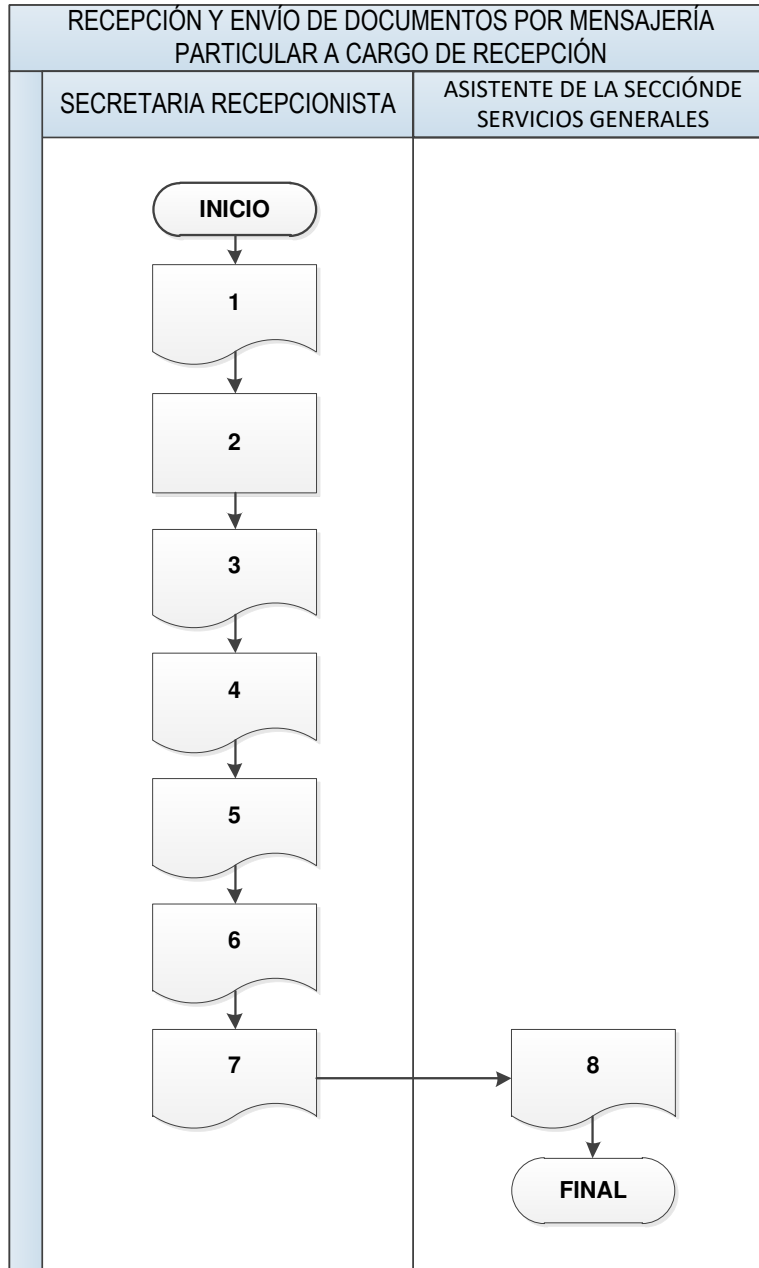 RECEPCIÓN Y ENVÍO DE DOCUMENTOS POR MENSAJERÍA
PARTICULAR A CARGO DE RECEPCIÓN
SECRETARIA RECEPCIONISTA
ASISTENTE DE LA SECCIÓNDE
SERVICIOS GENERALES
INICIO
1
2
3
4
5
6
7
8
FINAL